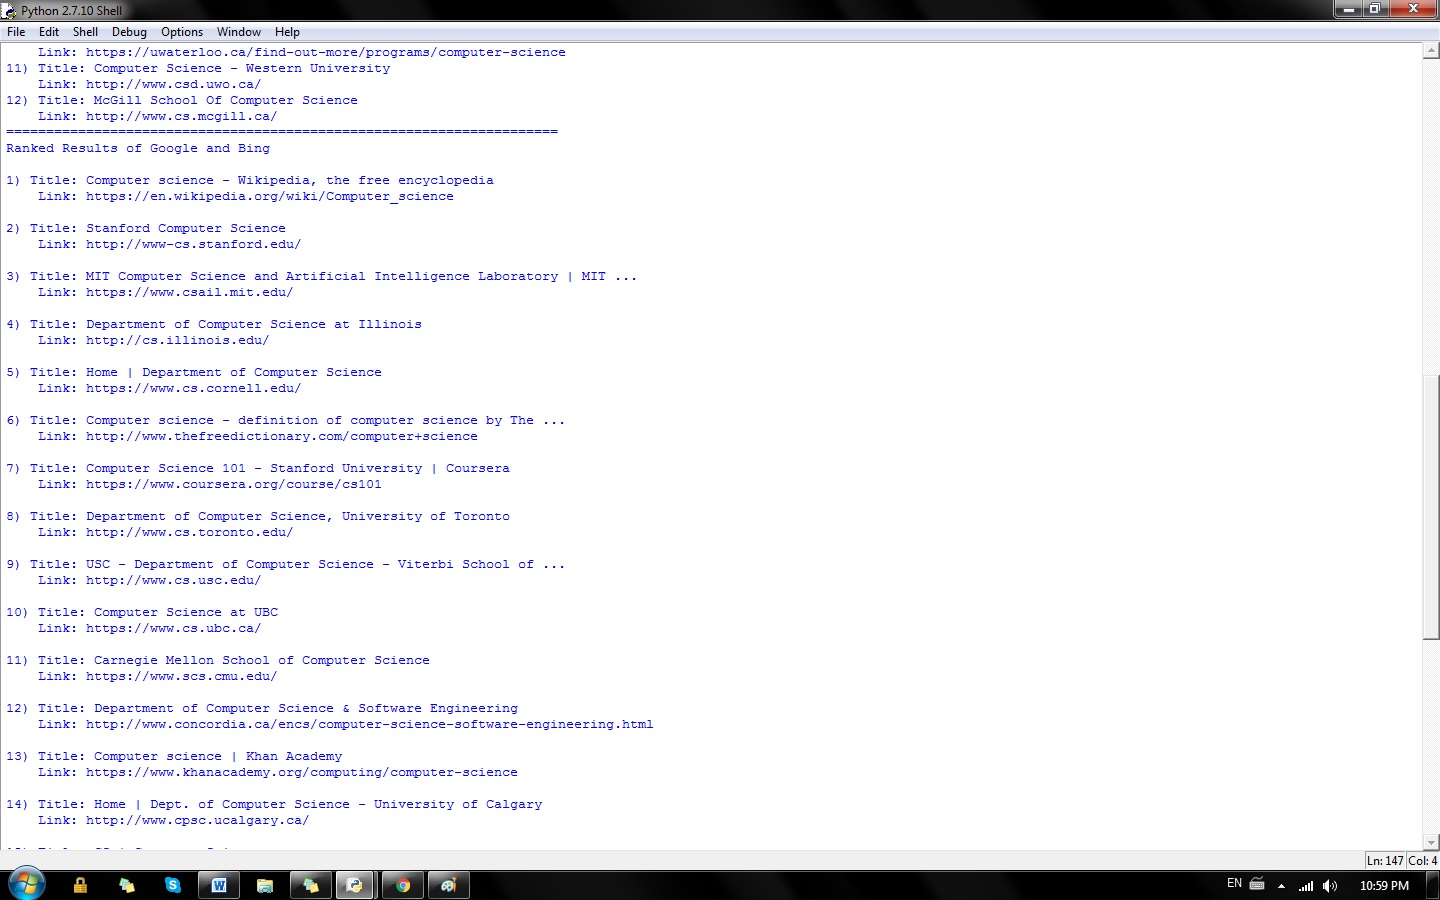 Python 2.7.10 Shell
File Edit Shell Debug Options Window Help
Link: https://uwaterloo.ca/find-out-more/programs/computer-science
11) Title: Computer Science - Western University
Link: http://www.csd.uwo.ca/
12) Title: McGill School Of Computer Science
Link: http://www.cs.mcgill.ca/
=====================================================================
Ranked Results of Google and Bing
1) Title: Computer science - Wikipedia, the free encyclopedia
Link: https://en.wikipedia.org/wiki/Computer_science
2) Title: Stanford Computer Science
Link: http://www-cs.stanford.edu/
3) Title: MIT Computer Science and Artificial Intelligence Laboratory | MIT ...
Link: https://www.csail.mit.edu/
4) Title: Department of Computer Science at Illinois
Link: http://cs.illinois.edu/
5) Title: Home | Department of Computer Science
Link: https://www.cs.cornell.edu/
6) Title: Computer science - definition of computer science by The ...
Link: http://www.thefreedictionary.com/computer+science
7) Title: Computer Science 101 - Stanford University | Coursera
Link: https://www.coursera.org/course/cs101
8) Title: Department of Computer Science, University of Toronto
Link: http://www.cs.toronto.edu/
9) Title: USC - Department of Computer Science - Viterbi School of ...
Link: http://www.cs.usc.edu/
10) Title: Computer Science at UBC
Link: https://www.cs.ubc.ca/
11) Title: Carnegie Mellon School of Computer Science
Link: https://www.scs.cmu.edu/
12) Title: Department of Computer Science & Software Engineering
Link: http://www.concordia.ca/encs/computer-science-software-engineering.html
13) Title: Computer science | Khan Academy
Link: https://www.khanacademy.org/computing/computer-science
14) Title: Home | Dept. of Computer Science - University of Calgary
Link: http://www.cpsc.ucalgary.ca/
Ln: 147 Col: 4
EN 10:59 PM